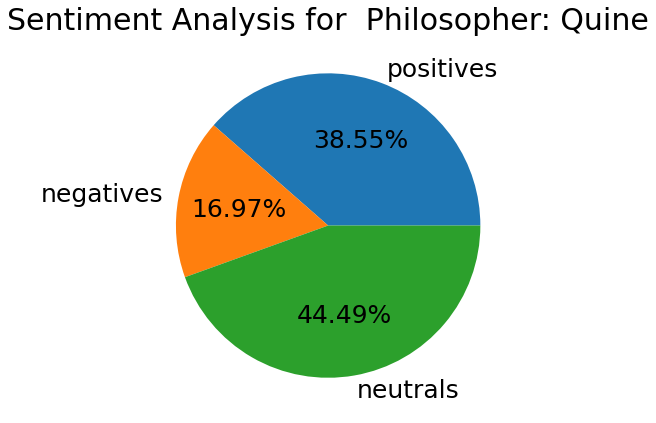 Sentiment Analysis for  Philosopher: Quine
positives
38.55%
negatives
16.97%
44.49%
neutrals